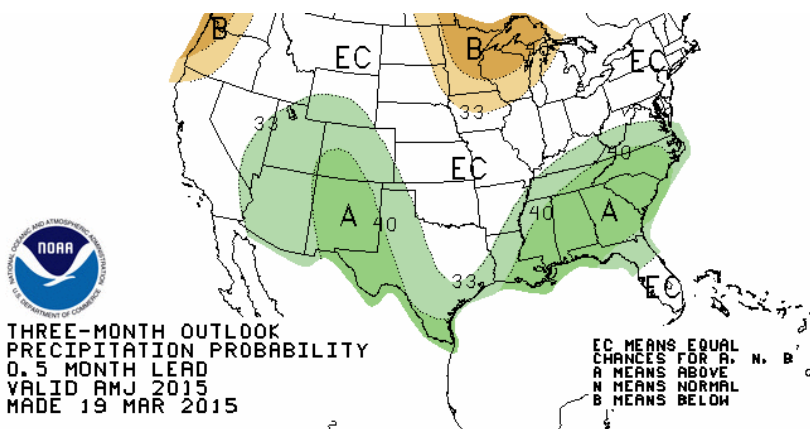 B
EC
B
40
EC
33
33
EC
40
A
40
40
A
33
EC
NATIONAL OCEANIC AND ATMOSPHERIC ADMINISTRATION
NOAA
U.S. DEPARTMENT OF COMMERCE
THREE-MONTH OUTLOOK
PRECIPITATION PROBABILITY
0.5 MONTH LEAD
VALID AMJ 2015
MADE 19 MAR 2015
EC MEANS EQUAL
CHANCES FOR A, N, B
A MEANS ABOVE
N MEANS NORMAL
B MEANS BELOW